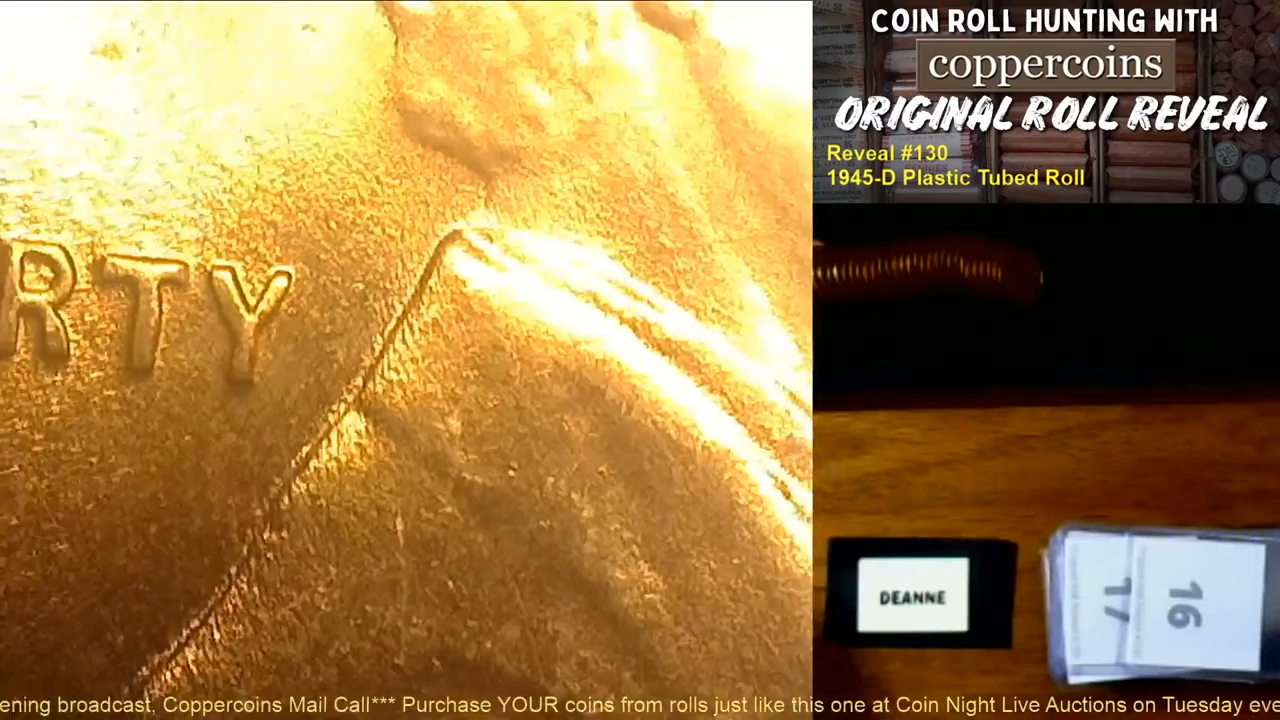 RTY
COIN ROLL HUNTING WITH
coppercoins
ORIGINAL ROLL REVEAL
Reveal #130
1945-D Plastic Tubed Roll
DEANNE
17
16
ening broadcast, Coppercoins Mail Call*** Purchase YOUR coins from rolls just like this one at Coin Night Live Auctions on Tuesday eve